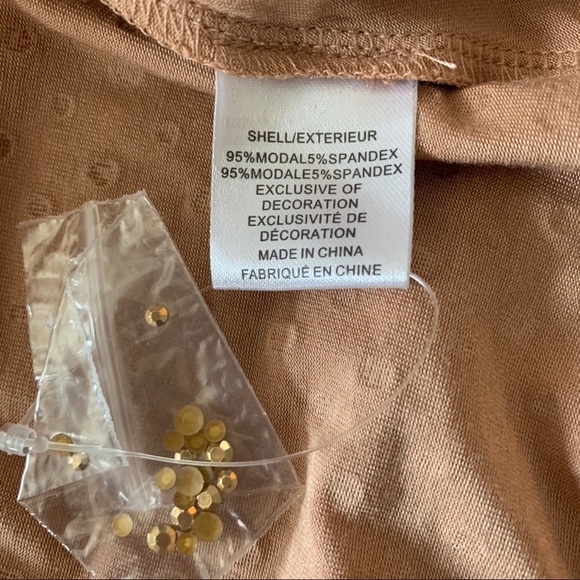 SHELL/EXTERIEUR
95%MODAL5%SPANDEX
95%MODALE5%SPANDEX
EXCLUSIVE OF
DECORATION
EXCLUSIVITÉ DE
DÉCORATION
MADE IN CHINA
FABRIQUÉ EN CHINE